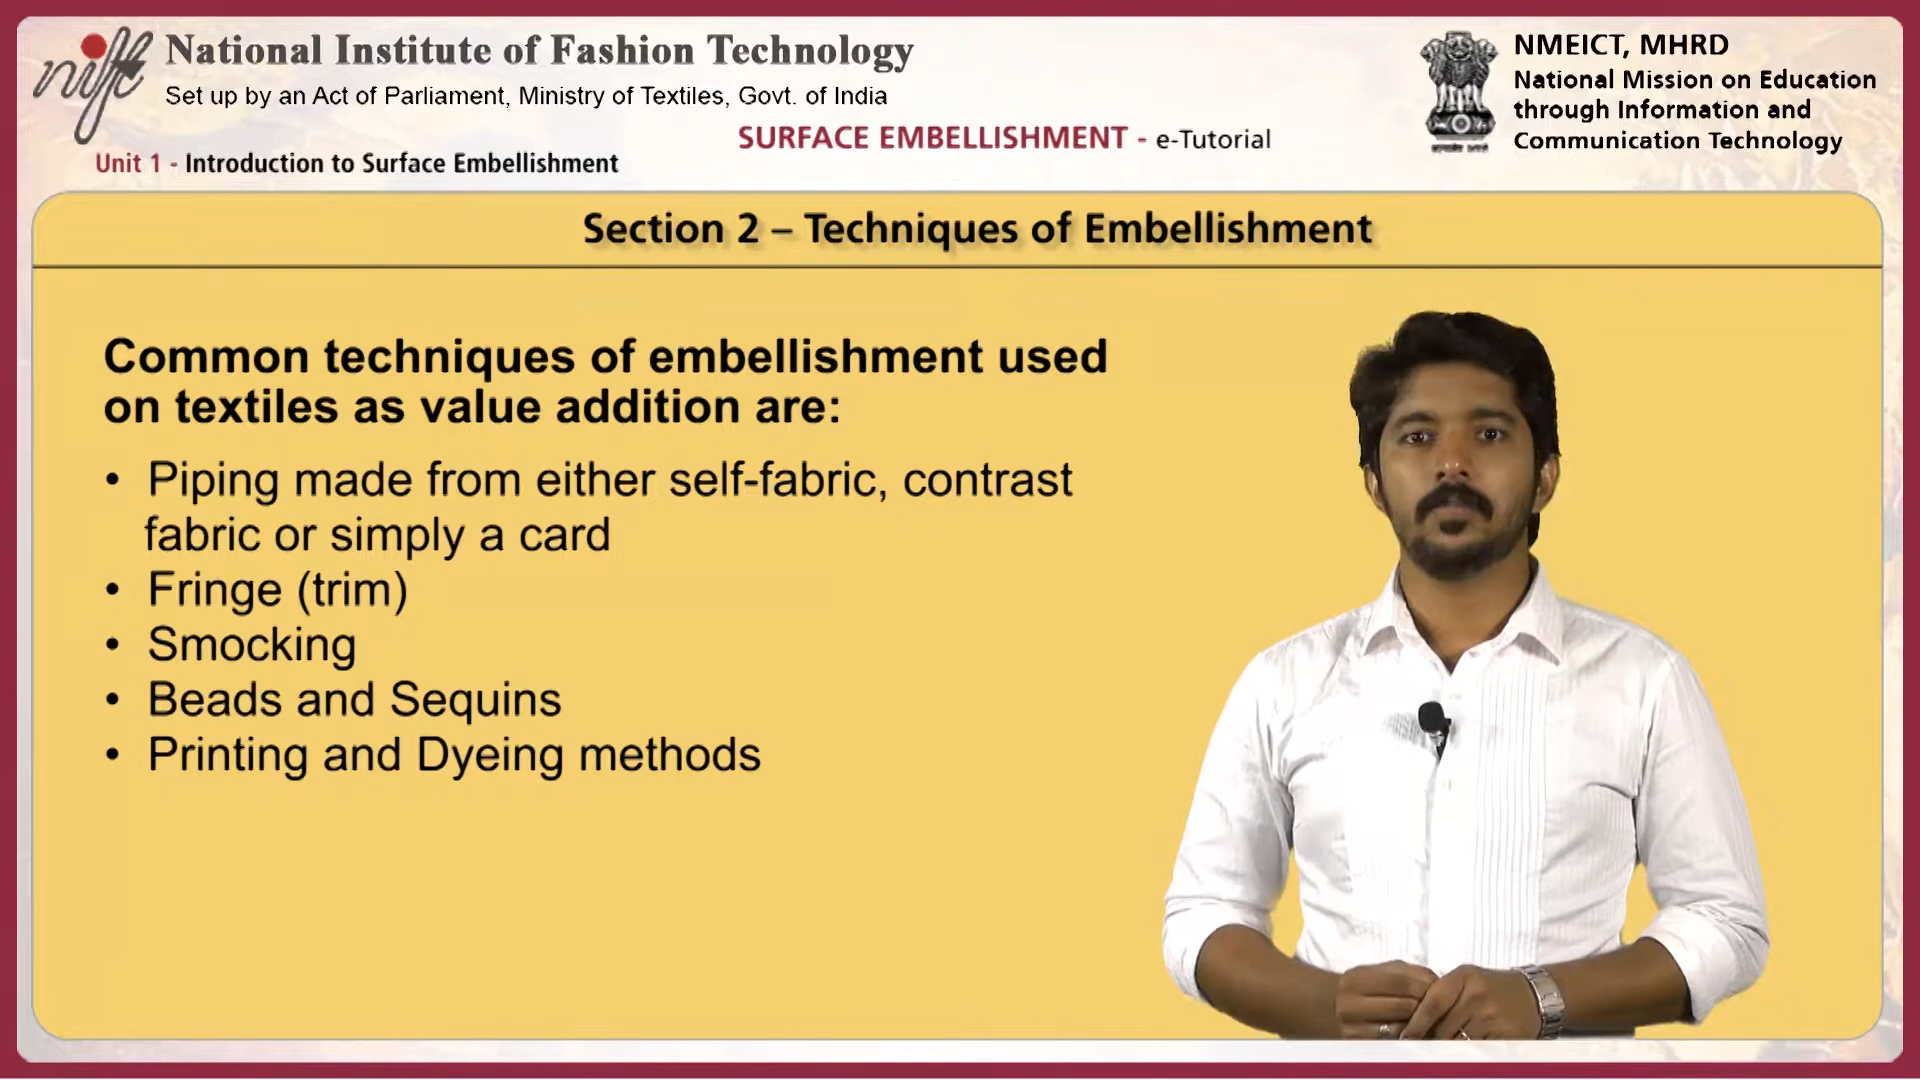 nift
National Institute of Fashion Technology
Set up by an Act of Parliament, Ministry of Textiles, Govt. of India
SURFACE EMBELLISHMENT - e-Tutorial
Unit 1 - Introduction to Surface Embellishment
NMEICT, MHRD
National Mission on Education
through Information and
Communication Technology
Section 2 – Techniques of Embellishment
Common techniques of embellishment used
on textiles as value addition are:
• Piping made from either self-fabric, contrast
fabric or simply a card
• Fringe (trim)
• Smocking
• Beads and Sequins
• Printing and Dyeing methods